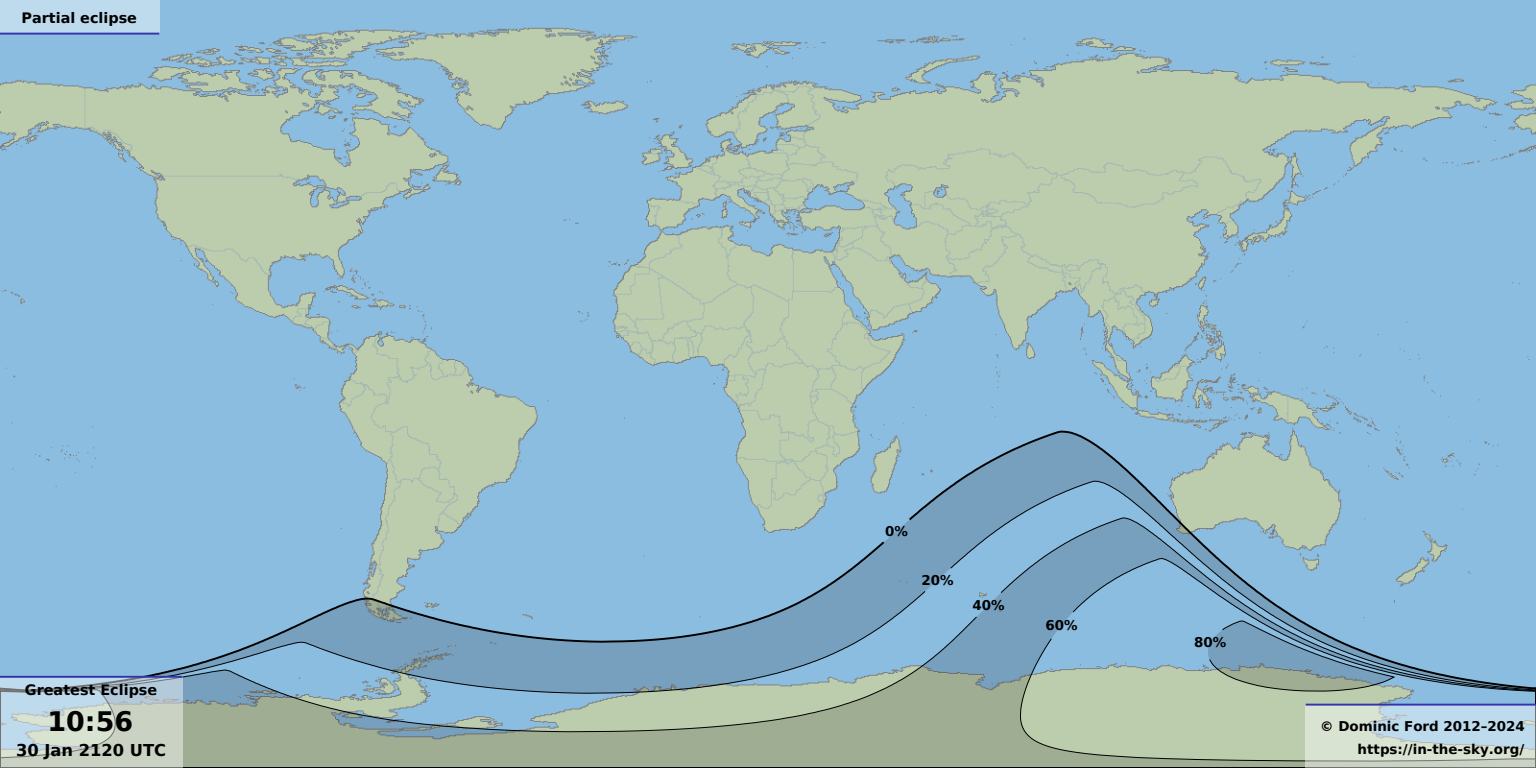 Partial eclipse
0%
20%
40%
60%
80%
Greatest Eclipse
10:56
30 Jan 2120 UTC
© Dominic Ford 2012–2024
https://in-the-sky.org/